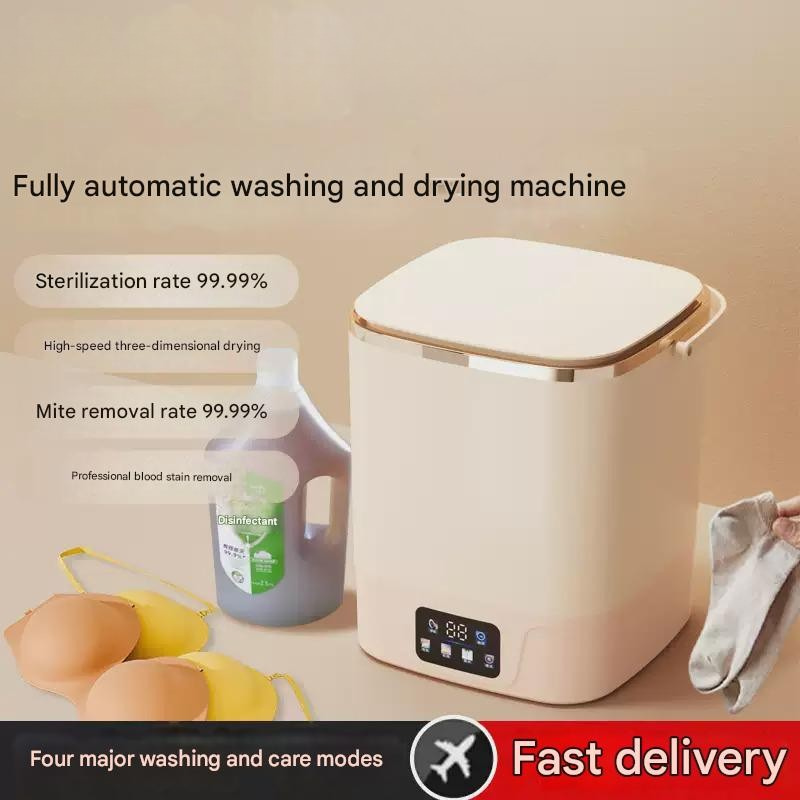 Fully automatic washing and drying machine
Sterilization rate 99.99%
High-speed three-dimensional drying
Mite removal rate 99.99%
Professional blood stain removal
Disinfectant
88
Four major washing and care modes
Fast delivery